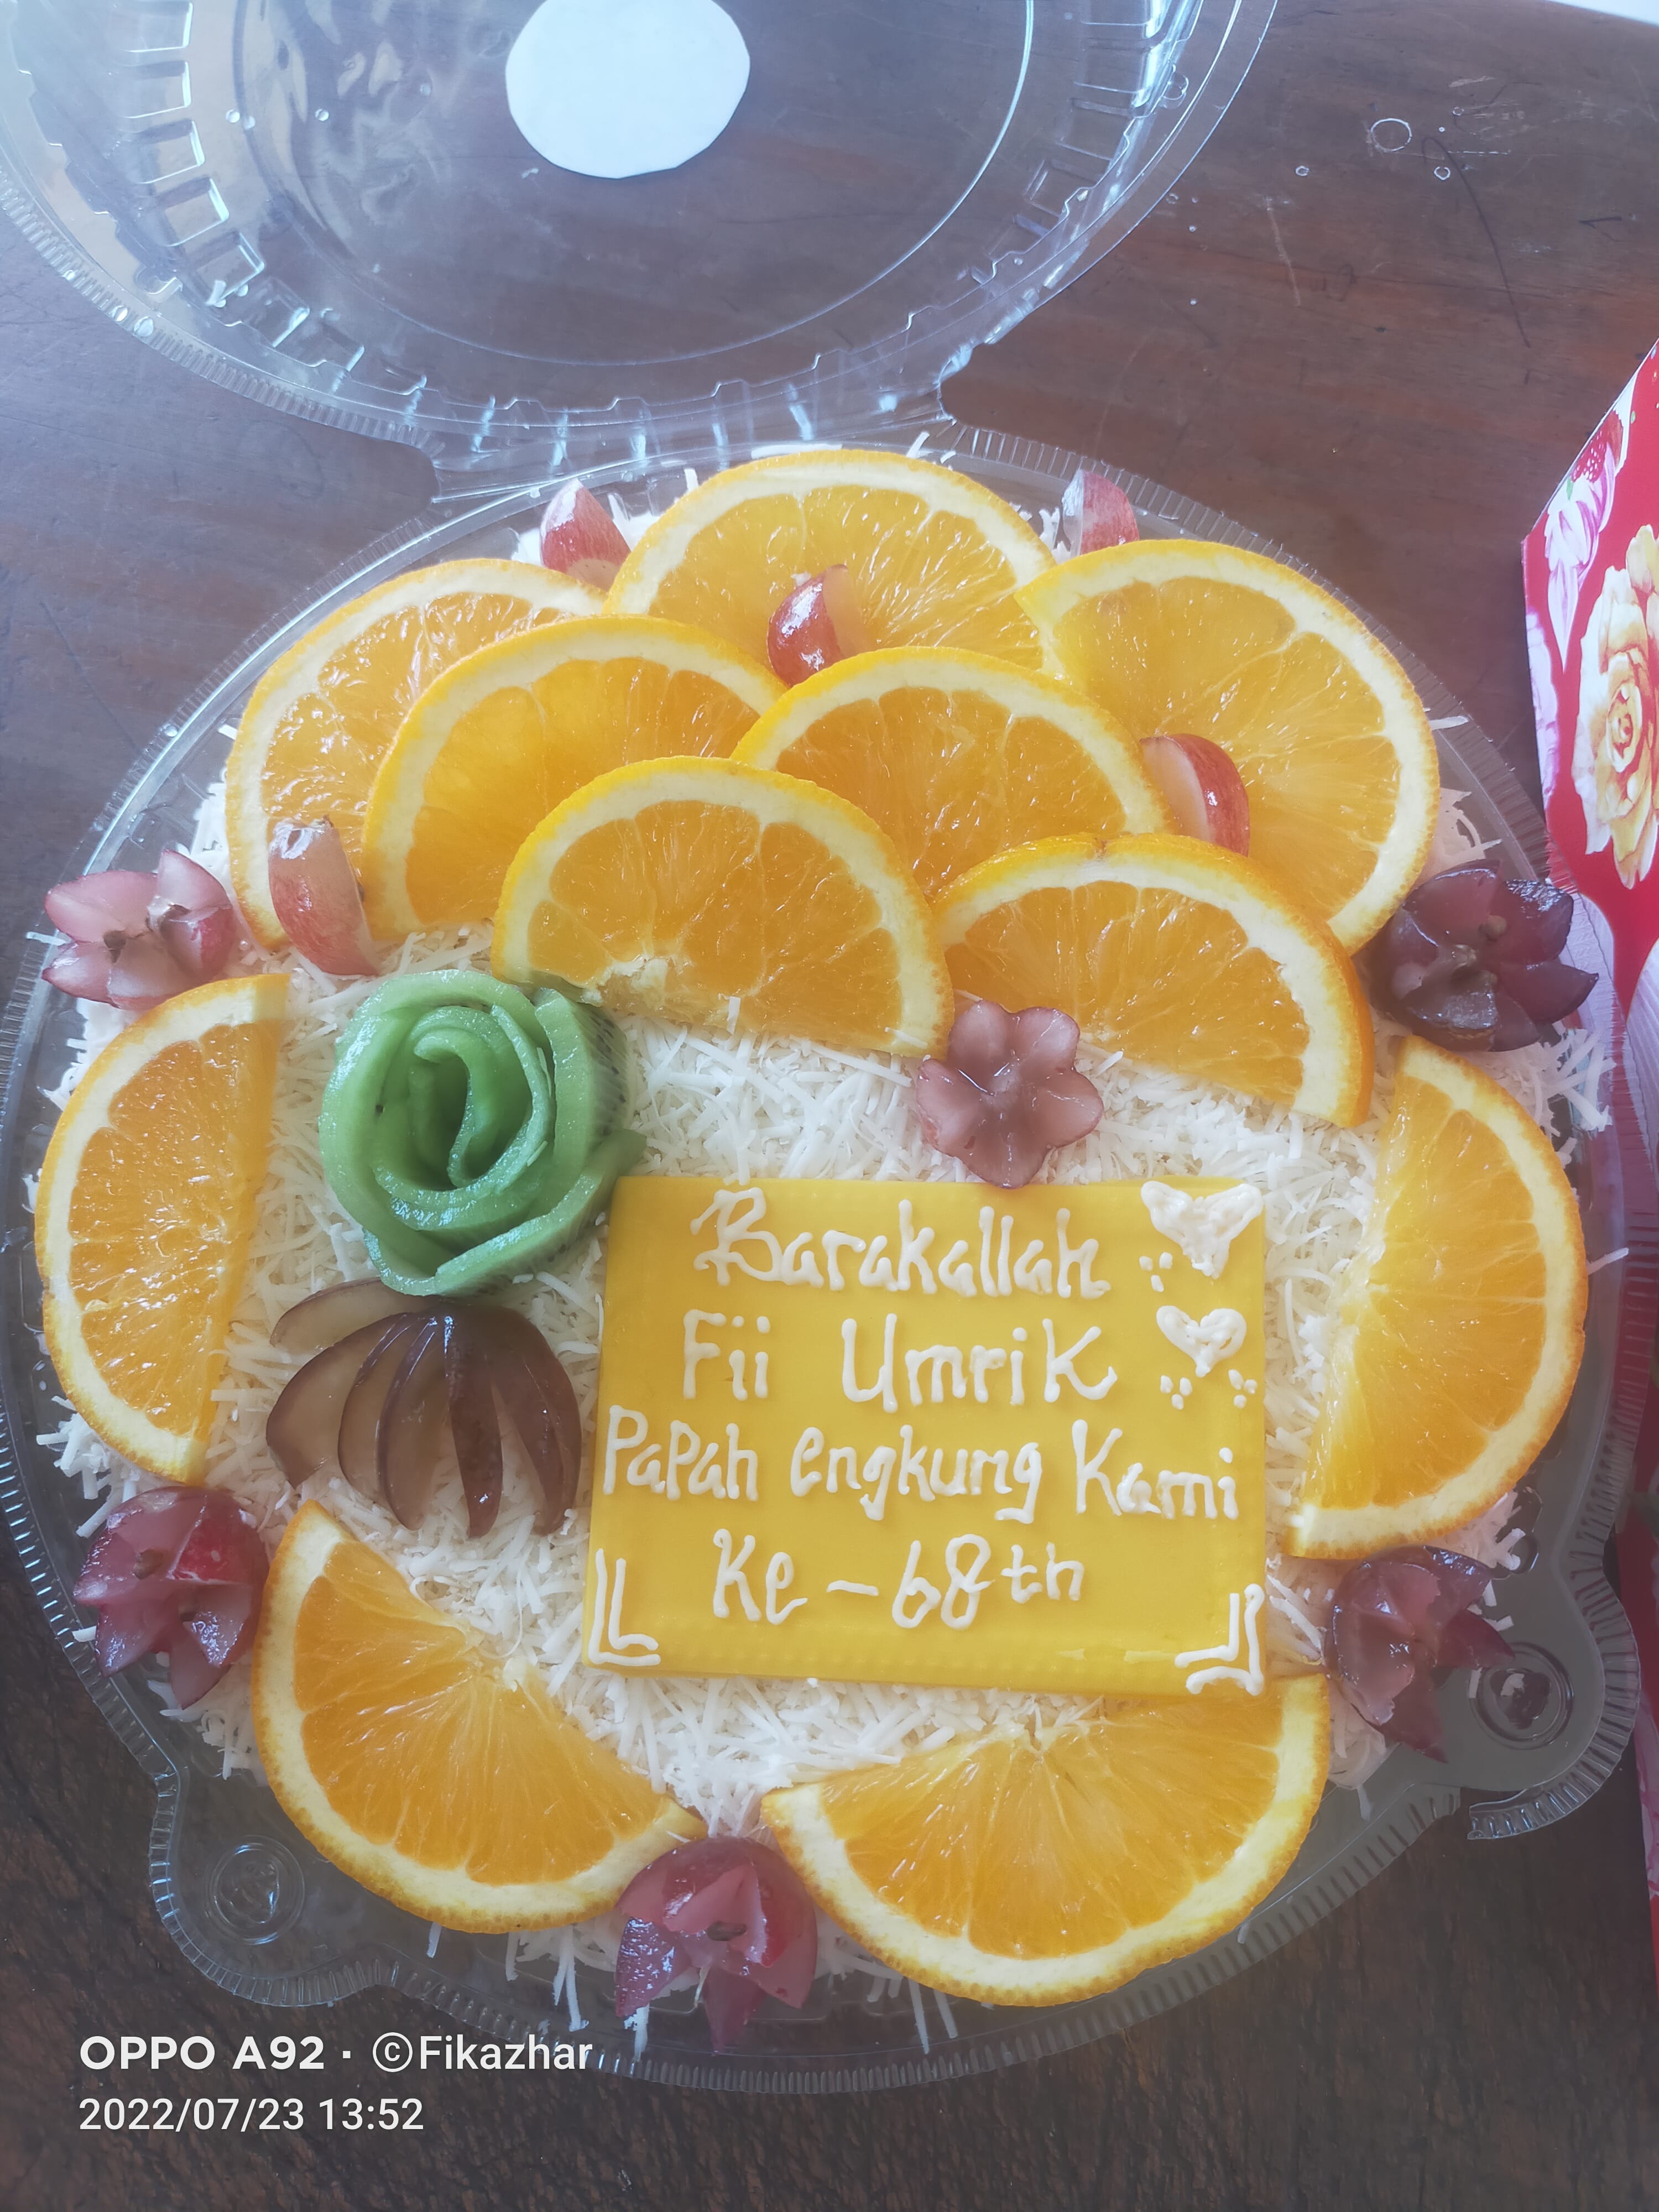 Barakallah
Fii Umrik
Papah engkung Kami
Ke-68th
OPPO A92 · ©Fikazhar
2022/07/23 13:52